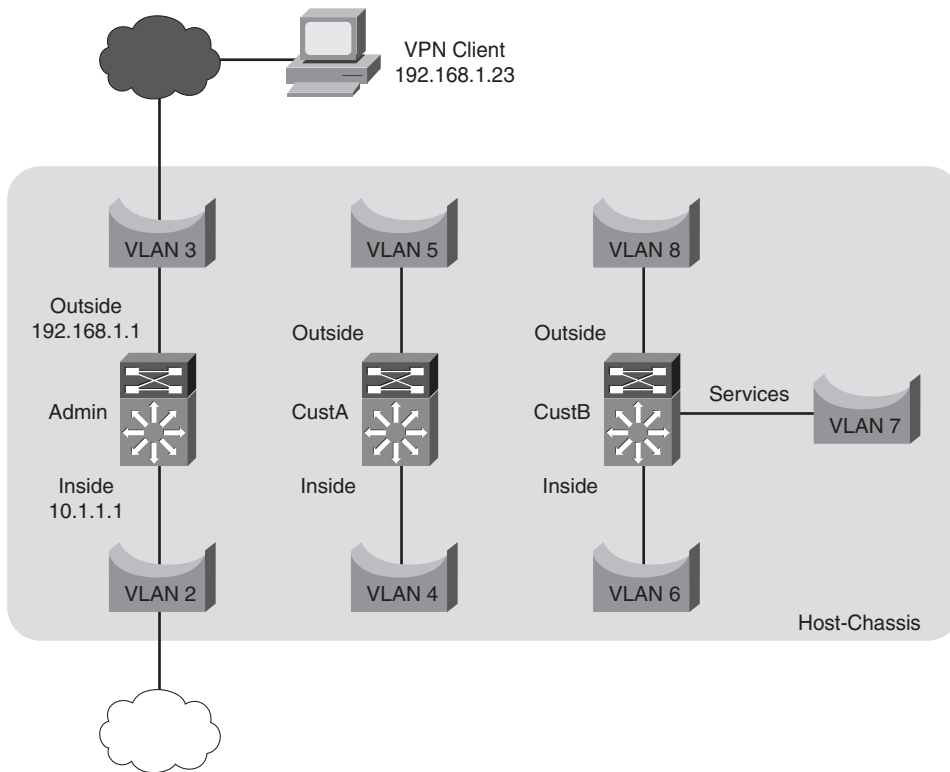 VPN Client
192.168.1.23
VLAN 3
VLAN 5
VLAN 8
Outside
192.168.1.1
Outside
Outside
Admin
CustA
CustB
Services
VLAN 7
Inside
10.1.1.1
Inside
Inside
VLAN 2
VLAN 4
VLAN 6
Host-Chassis